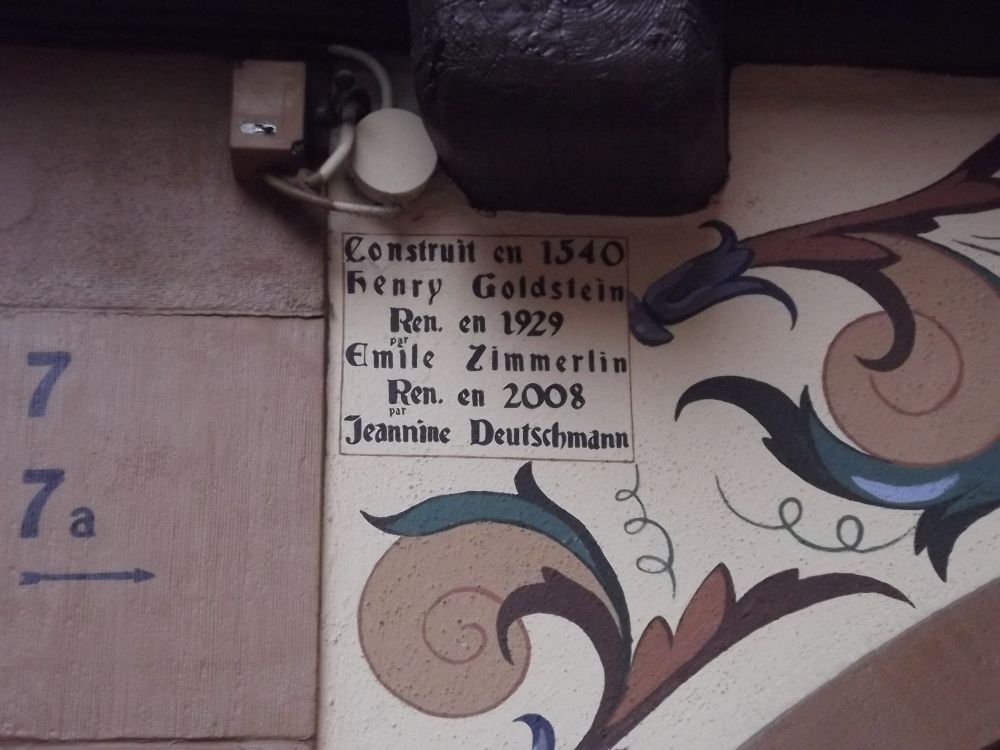 Construit en 1540
Henry Goldstein
Ren. en 1929
par
Emile Zimmerlin
Ren. en 2008
par
Jeannine Deutschmann
7
7a